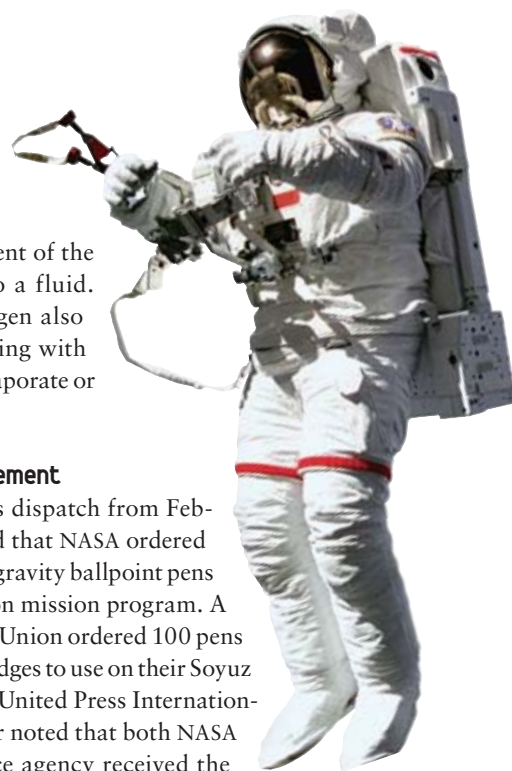 ent of the
o a fluid.
gen also
ing with
aporate or
ement
s dispatch from Feb-
d that NASA ordered
gravity ballpoint pens
on mission program. A
Union ordered 100 pens
dges to use on their Soyuz
United Press Internation-
r noted that both NASA
ce agency received the